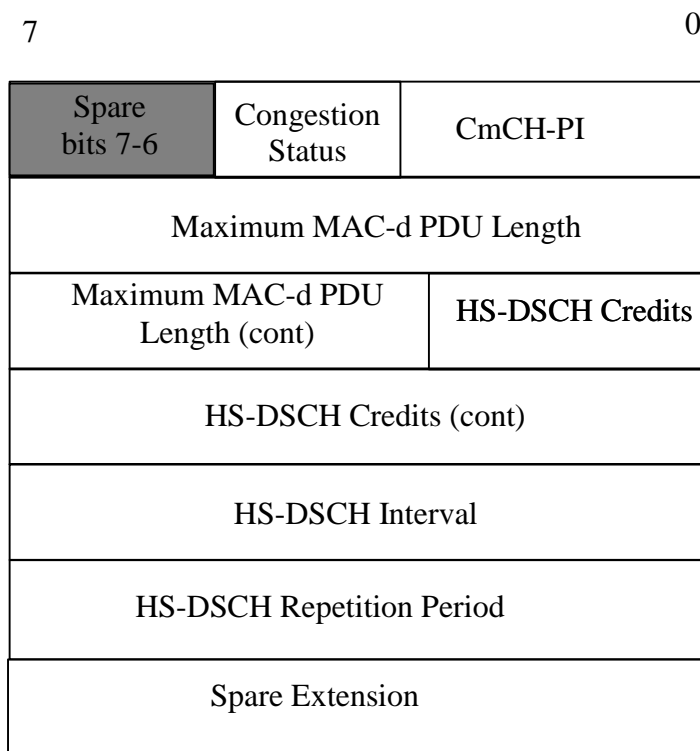 7
0
Spare
bits 7-6
Congestion
Status
CmCH-PI
Maximum MAC-d PDU Length
Maximum MAC-d PDU
Length (cont)
HS-DSCH Credits
HS-DSCH Credits (cont)
HS-DSCH Interval
HS-DSCH Repetition Period
Spare Extension